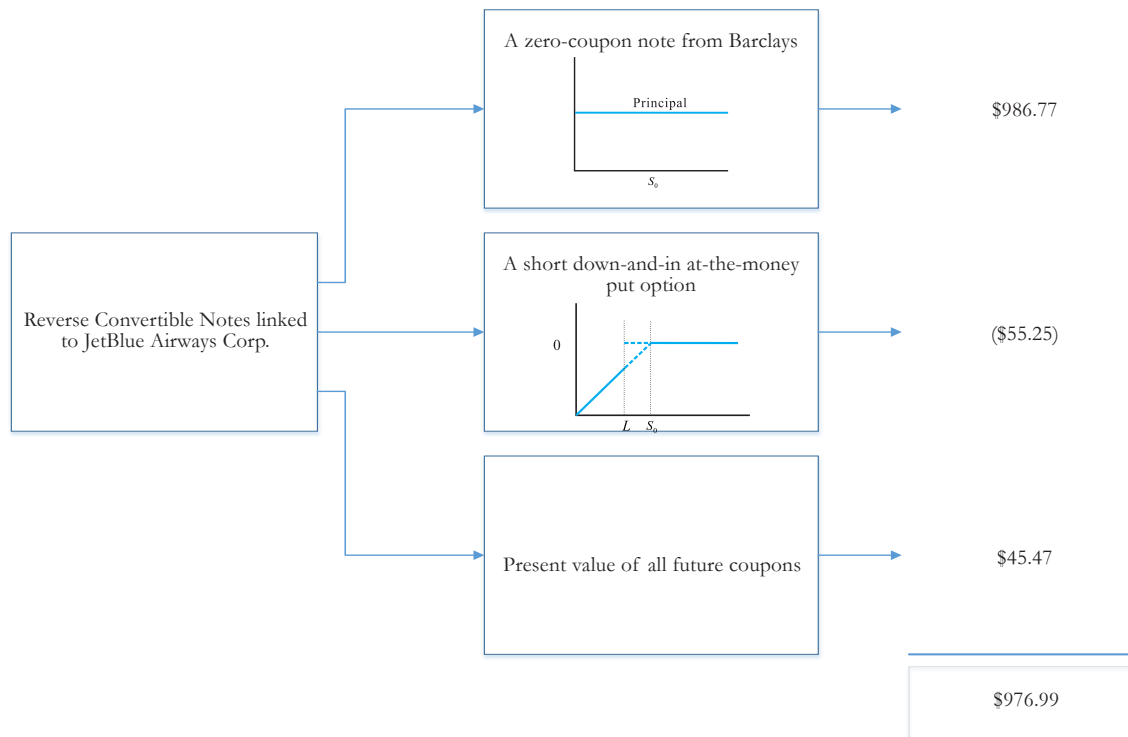 A zero-coupon note from Barclays
Principal
S₀
$986.77
Reverse Convertible Notes linked
to JetBlue Airways Corp.
A short down-and-in at-the-money
put option
0
L S₀
($55.25)
Present value of all future coupons
$45.47
$976.99